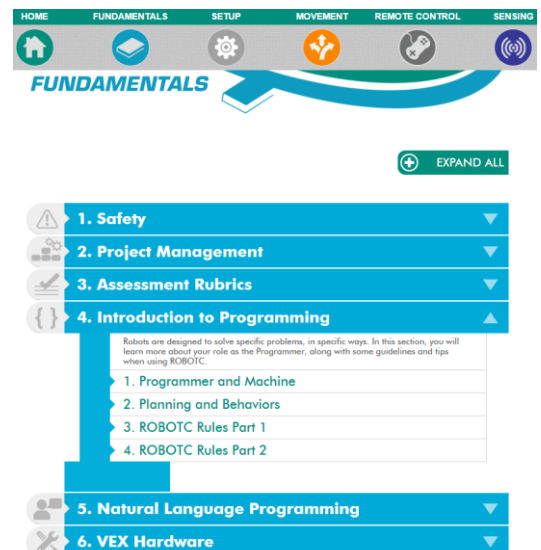 HOME FUNDAMENTALS SETUP MOVEMENT REMOTE CONTROL SENSING
FUNDAMENTALS
EXPAND ALL
1. Safety
2. Project Management
3. Assessment Rubrics
4. Introduction to Programming
Robots are designed to solve specific problems, in specific ways. In this section, you will
learn more about your role as the Programmer, along with some guidelines and tips
when using ROBOTC.
1. Programmer and Machine
2. Planning and Behaviors
3. ROBOTC Rules Part 1
4. ROBOTC Rules Part 2
5. Natural Language Programming
6. VEX Hardware